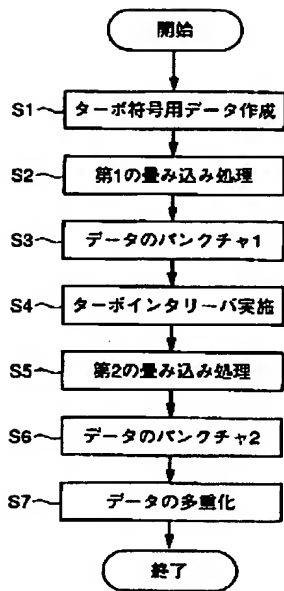 開始
S1 ターボ符号用データ作成
S2 第1の畳み込み処理
S3 データのパンクチャ1
S4 ターボインタリーバ実施
S5 第2の畳み込み処理
S6 データのパンクチャ2
S7 データの多重化
終了